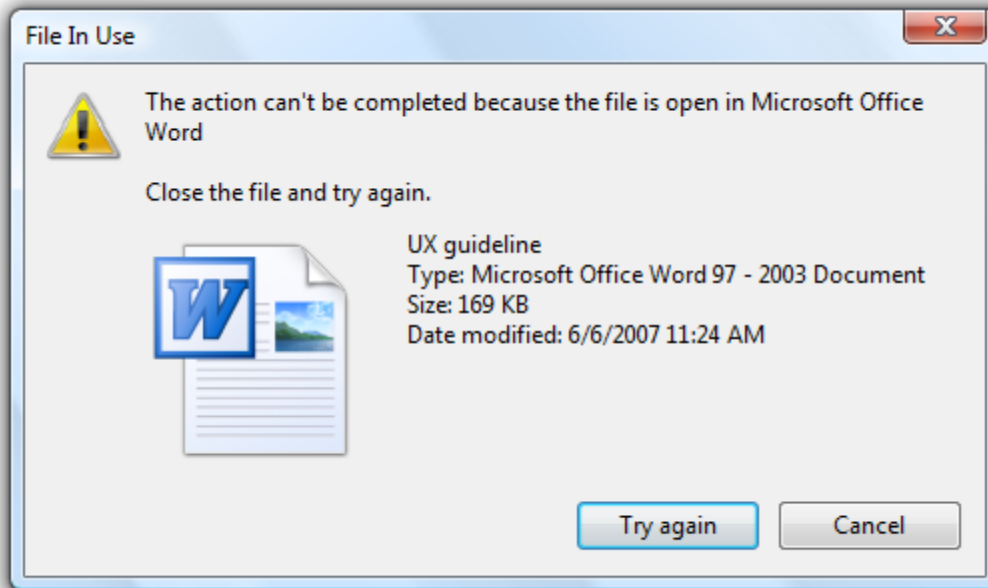 File In Use
The action can't be completed because the file is open in Microsoft Office
Word
Close the file and try again.
W
UX guideline
Type: Microsoft Office Word 97 - 2003 Document
Size: 169 KB
Date modified: 6/6/2007 11:24 AM
Try again
Cancel